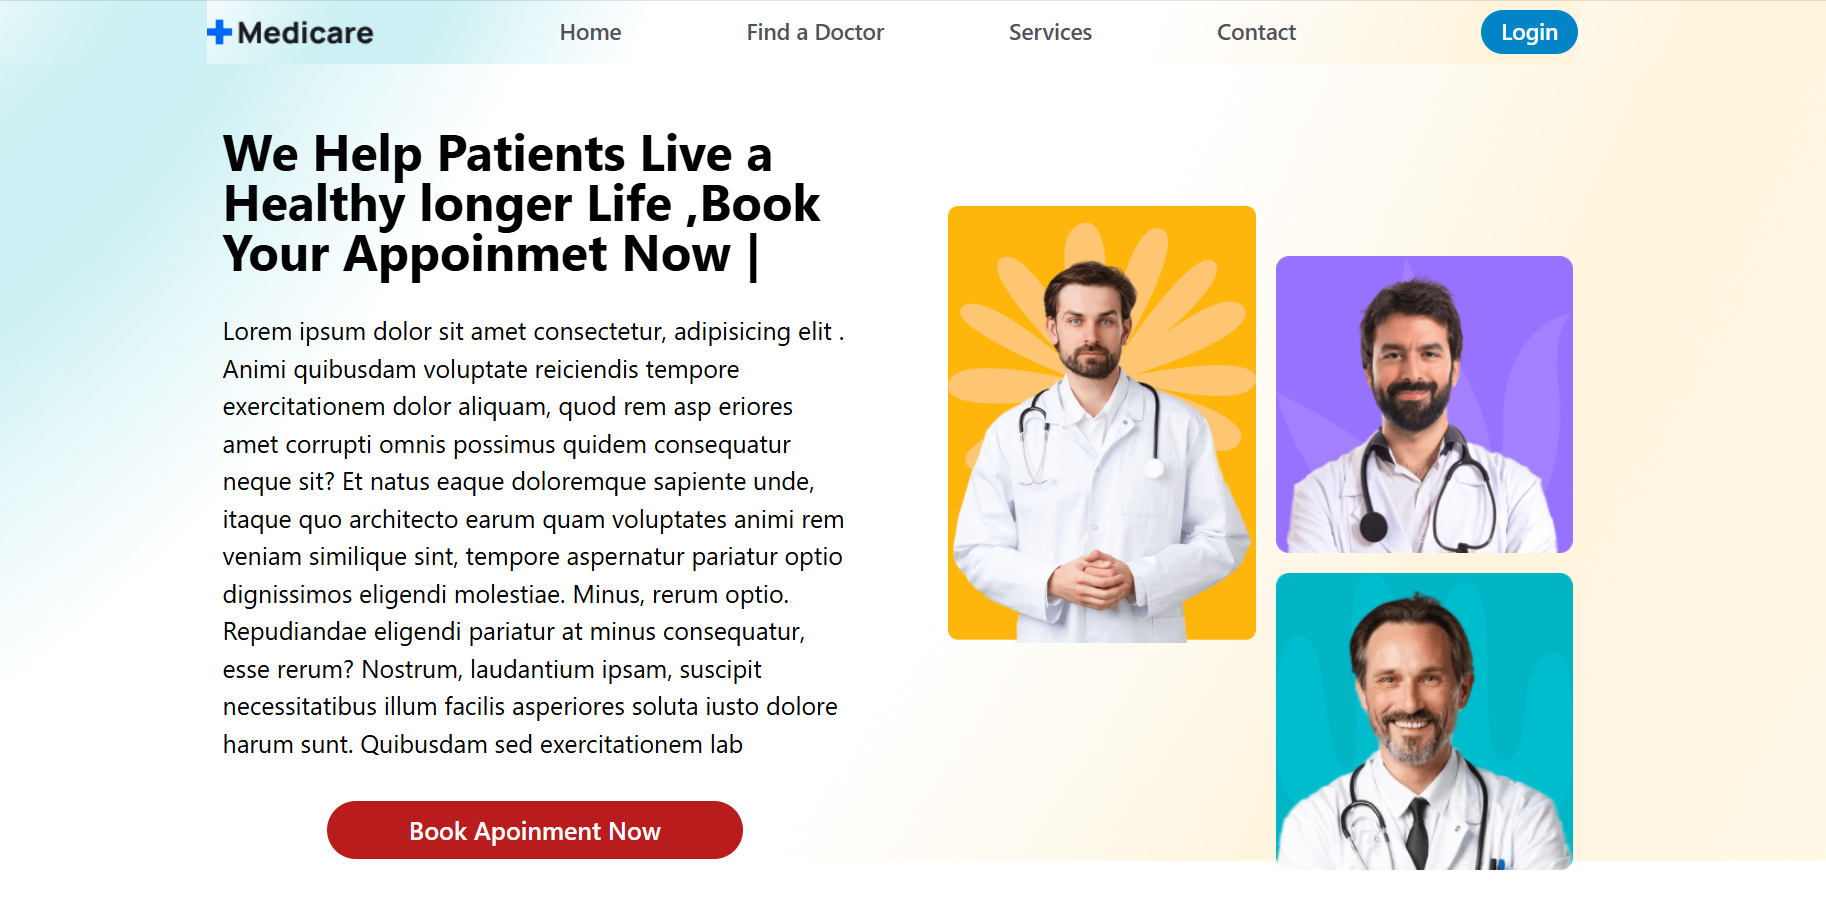 Medicare
Home
Find a Doctor
Services
Contact
Login
We Help Patients Live a
Healthy longer Life ,Book
Your Appoinmet Now |
Lorem ipsum dolor sit amet consectetur, adipisicing elit .
Animi quibusdam voluptate reiciendis tempore
exercitationem dolor aliquam, quod rem asp eriores
amet corrupti omnis possimus quidem consequatur
neque sit? Et natus eaque doloremque sapiente unde,
itaque quo architecto earum quam voluptates animi rem
veniam similique sint, tempore aspernatur pariatur optio
dignissimos eligendi molestiae. Minus, rerum optio.
Repudiandae eligendi pariatur at minus consequatur,
esse rerum? Nostrum, laudantium ipsam, suscipit
necessitatibus illum facilis asperiores soluta iusto dolore
harum sunt. Quibusdam sed exercitationem lab
Book Apoinment Now